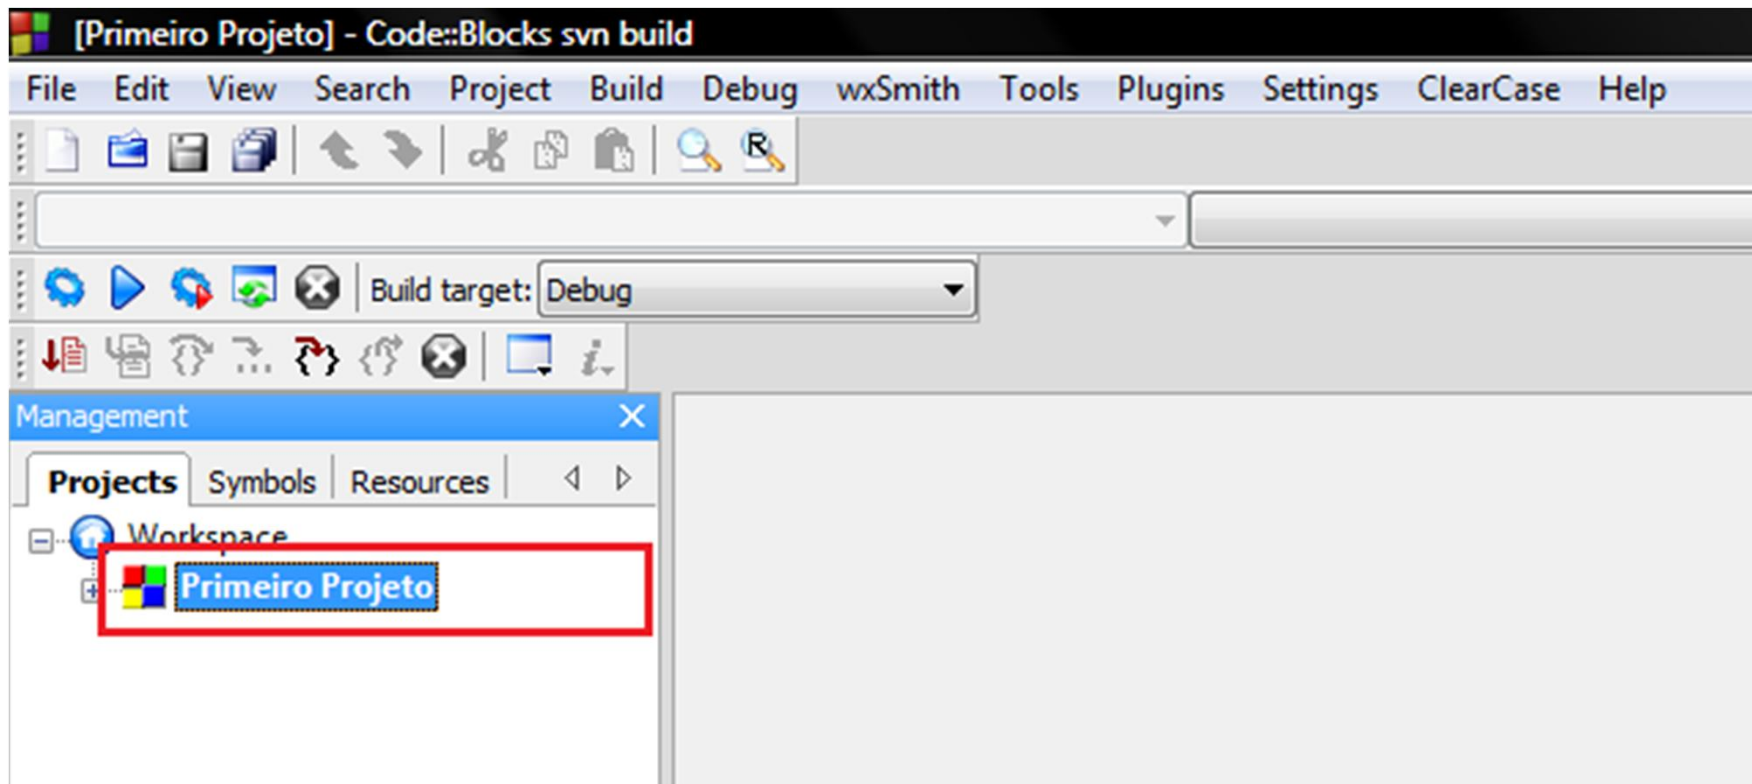 [Primeiro Projeto] - Code::Blocks svn build
File Edit View Search Project Build Debug wxSmith Tools Plugins Settings ClearCase Help
R
Build target: Debug
Management
Projects Symbols Resources
Workspace
Primeiro Projeto